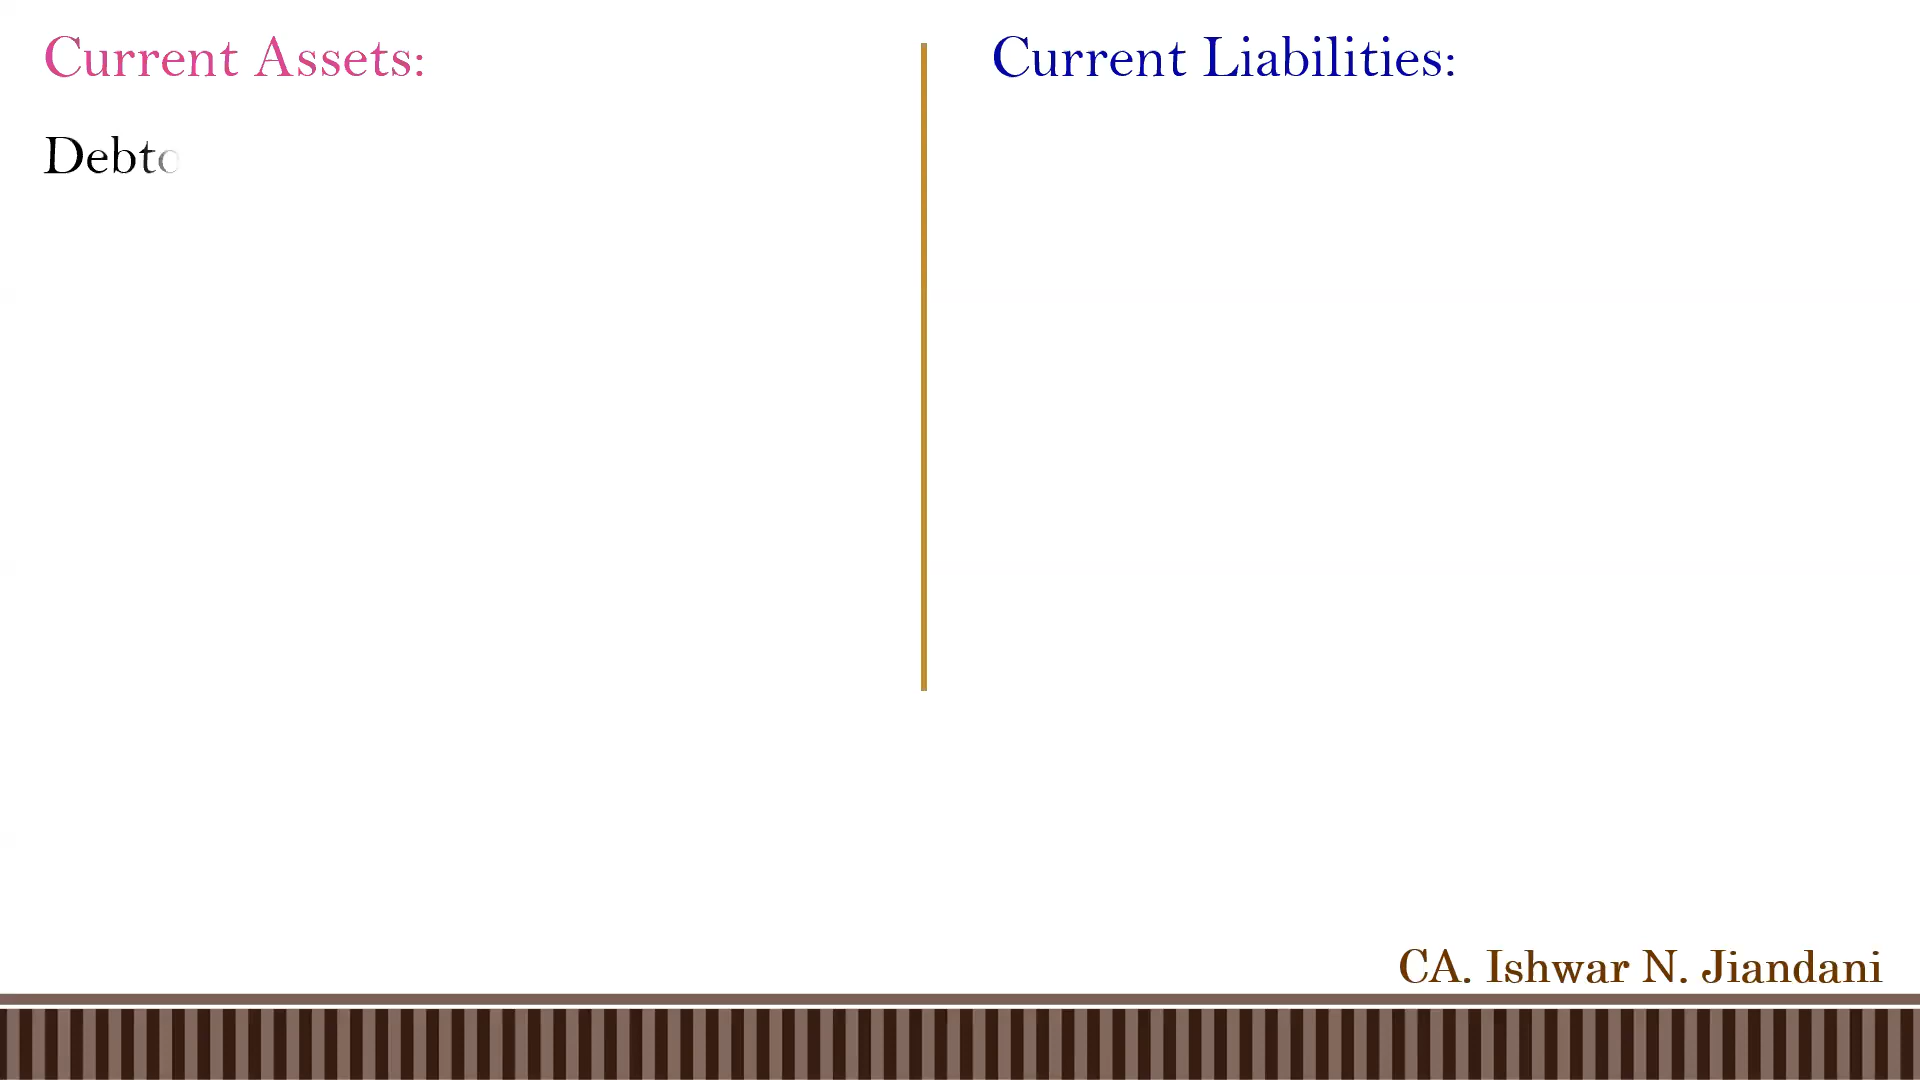 Current Assets:
Debto
Current Liabilities:
CA. Ishwar N. Jiandani